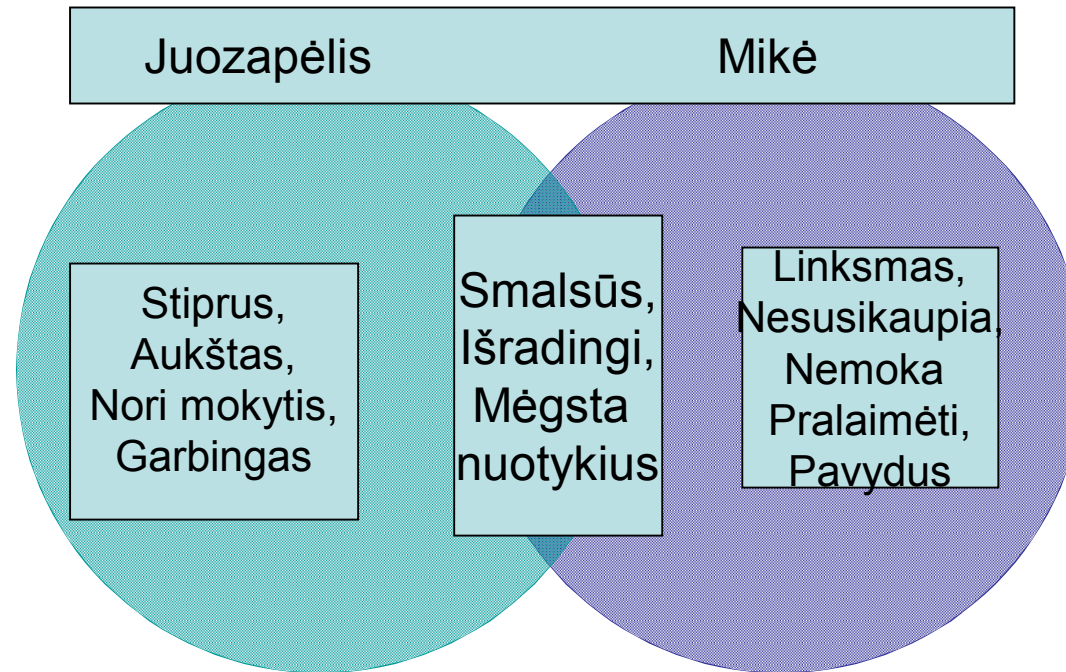 Juozapėlis Mikė
Stiprus,
Aukštas,
Nori mokytis,
Garbingas
Smalsūs,
Išradingi,
Mėgsta
nuotykius
Linksmas,
Nesusikaupia,
Nemoka
Pralaimėti,
Pavydus